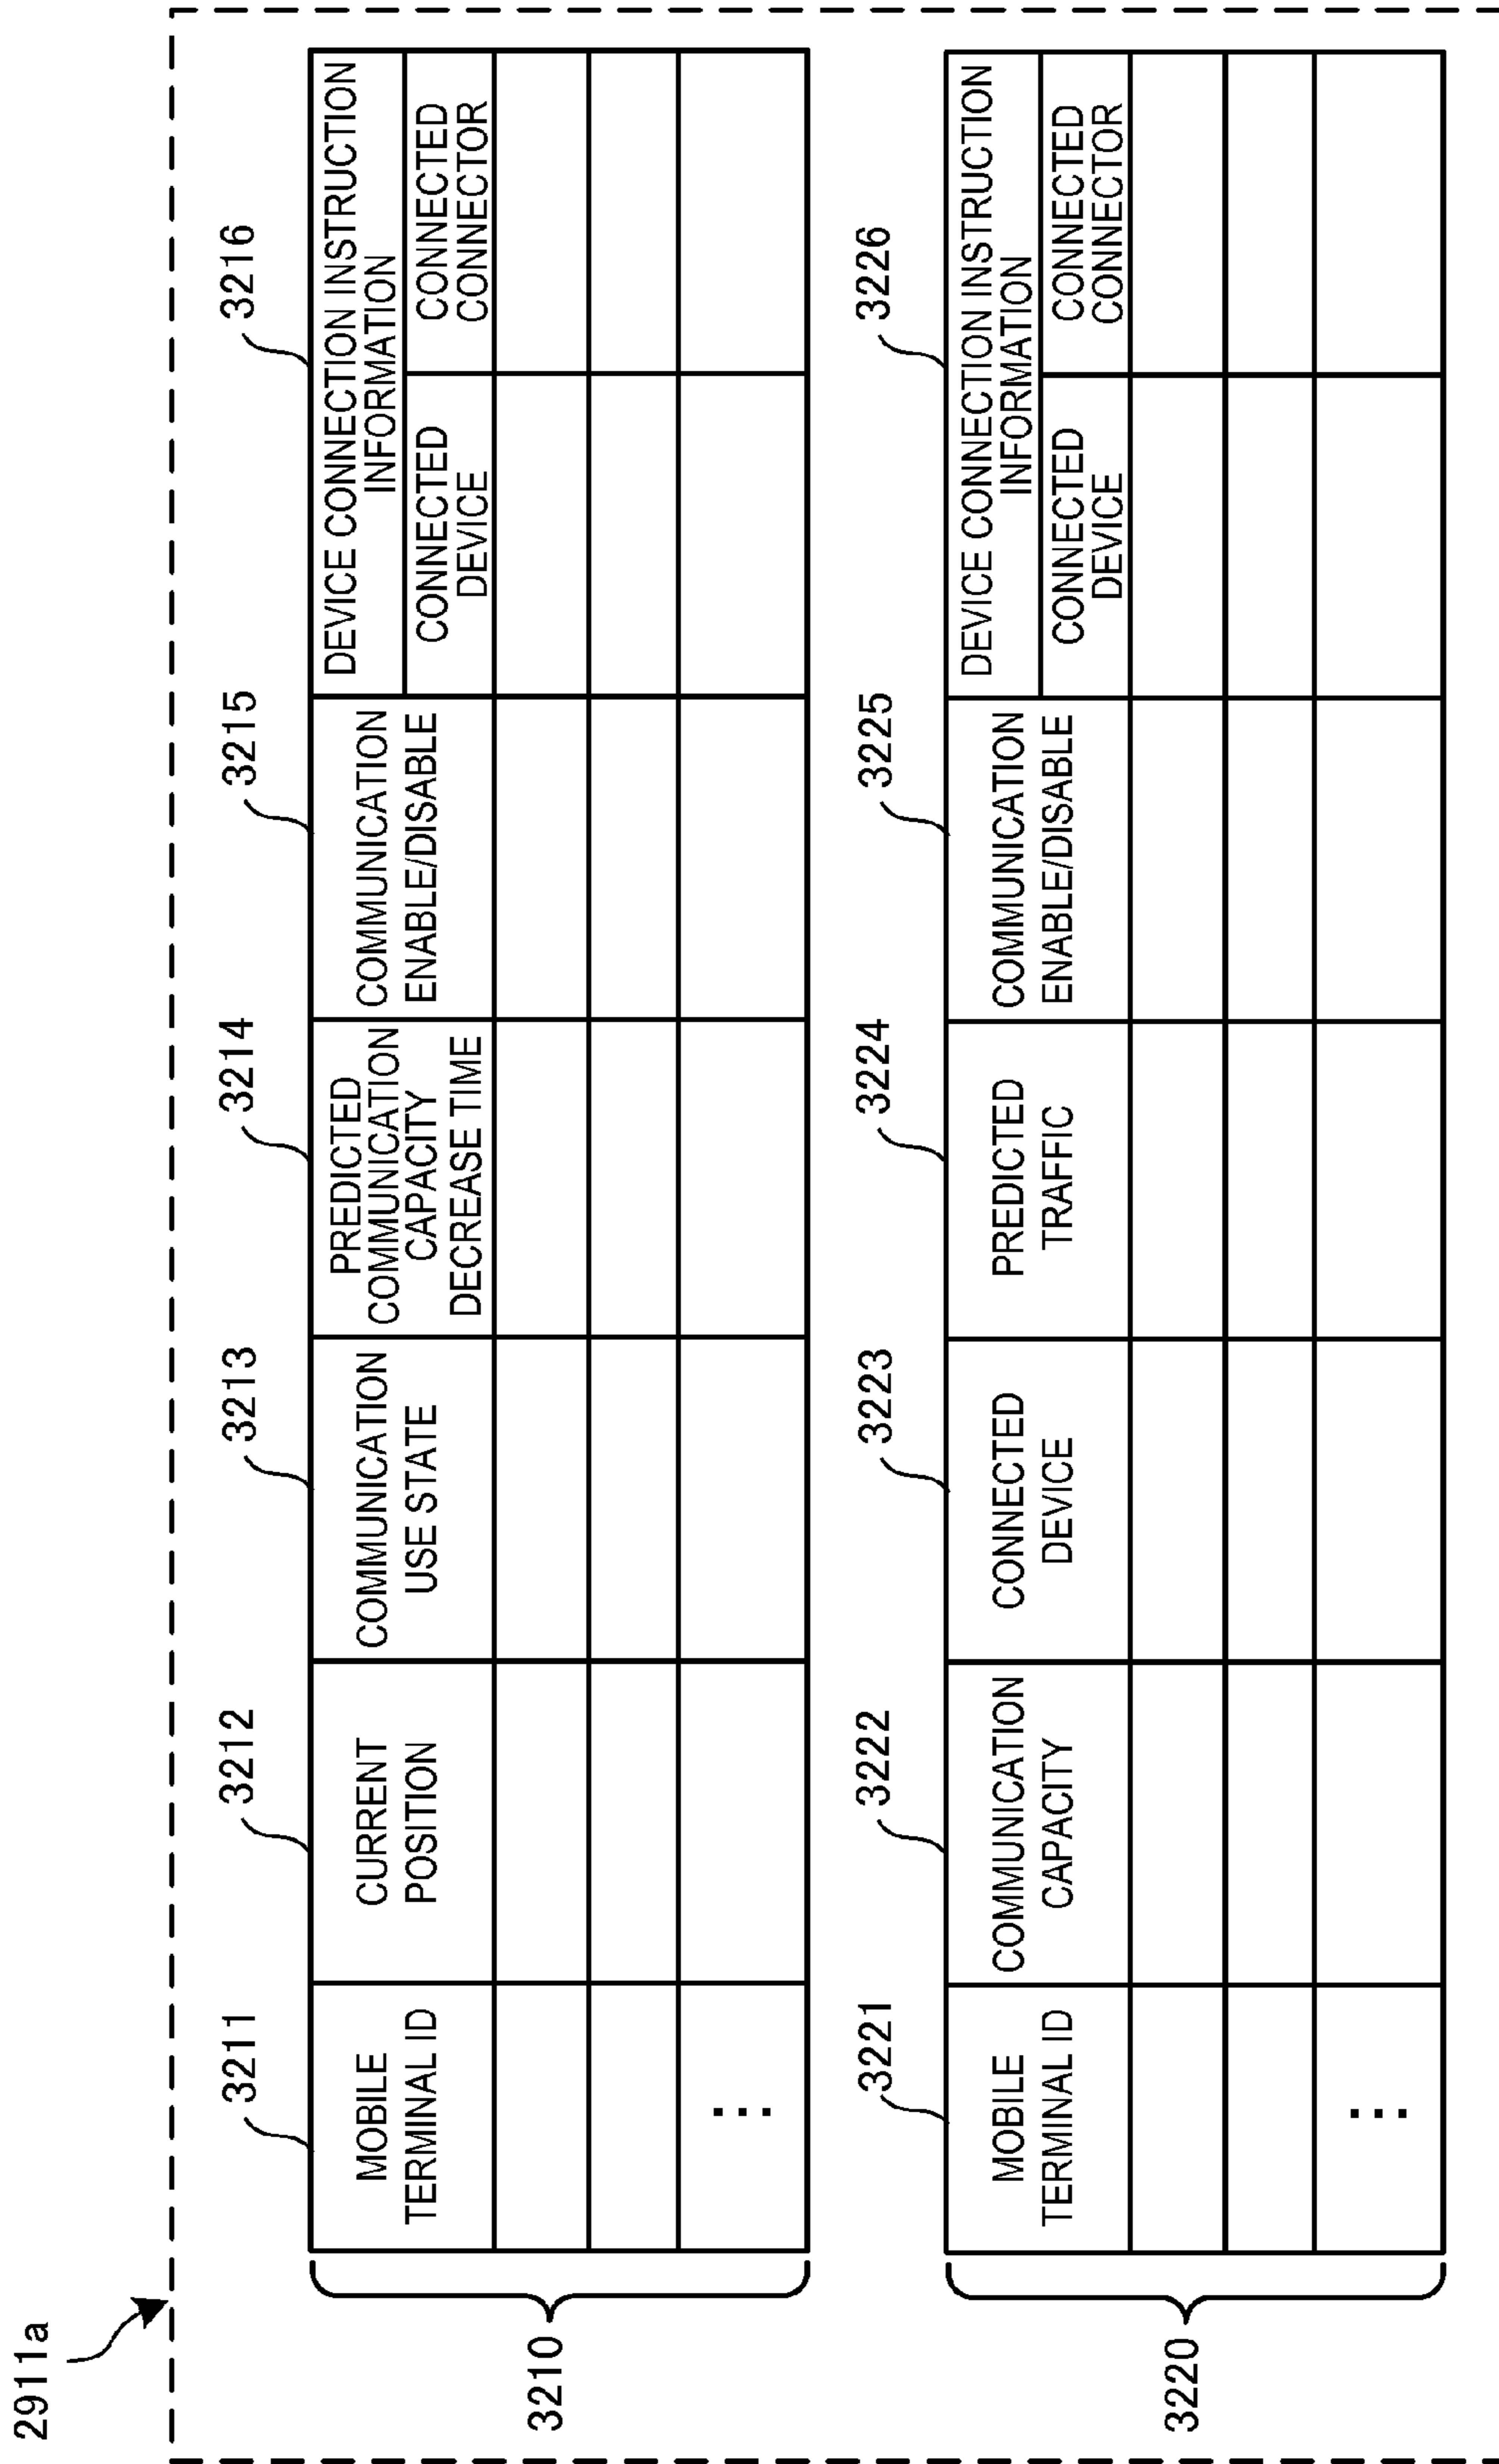 2911a
3211
3212
3213
3214
3215
3216
3210
MOBILE
TERMINAL ID
CURRENT
POSITION
COMMUNICATION
USE STATE
PREDICTED
COMMUNICATION
CAPACITY
DECREASE TIME
COMMUNICATION
ENABLE/DISABLE
DEVICE CONNECTION INSTRUCTION
INFORMATION
CONNECTED
DEVICE
CONNECTED
CONNECTOR
⋮
3221
3222
3223
3224
3225
3226
3220
MOBILE
TERMINAL ID
COMMUNICATION
CAPACITY
CONNECTED
DEVICE
PREDICTED
TRAFFIC
COMMUNICATION
ENABLE/DISABLE
DEVICE CONNECTION INSTRUCTION
INFORMATION
CONNECTED
DEVICE
CONNECTED
CONNECTOR
⋮